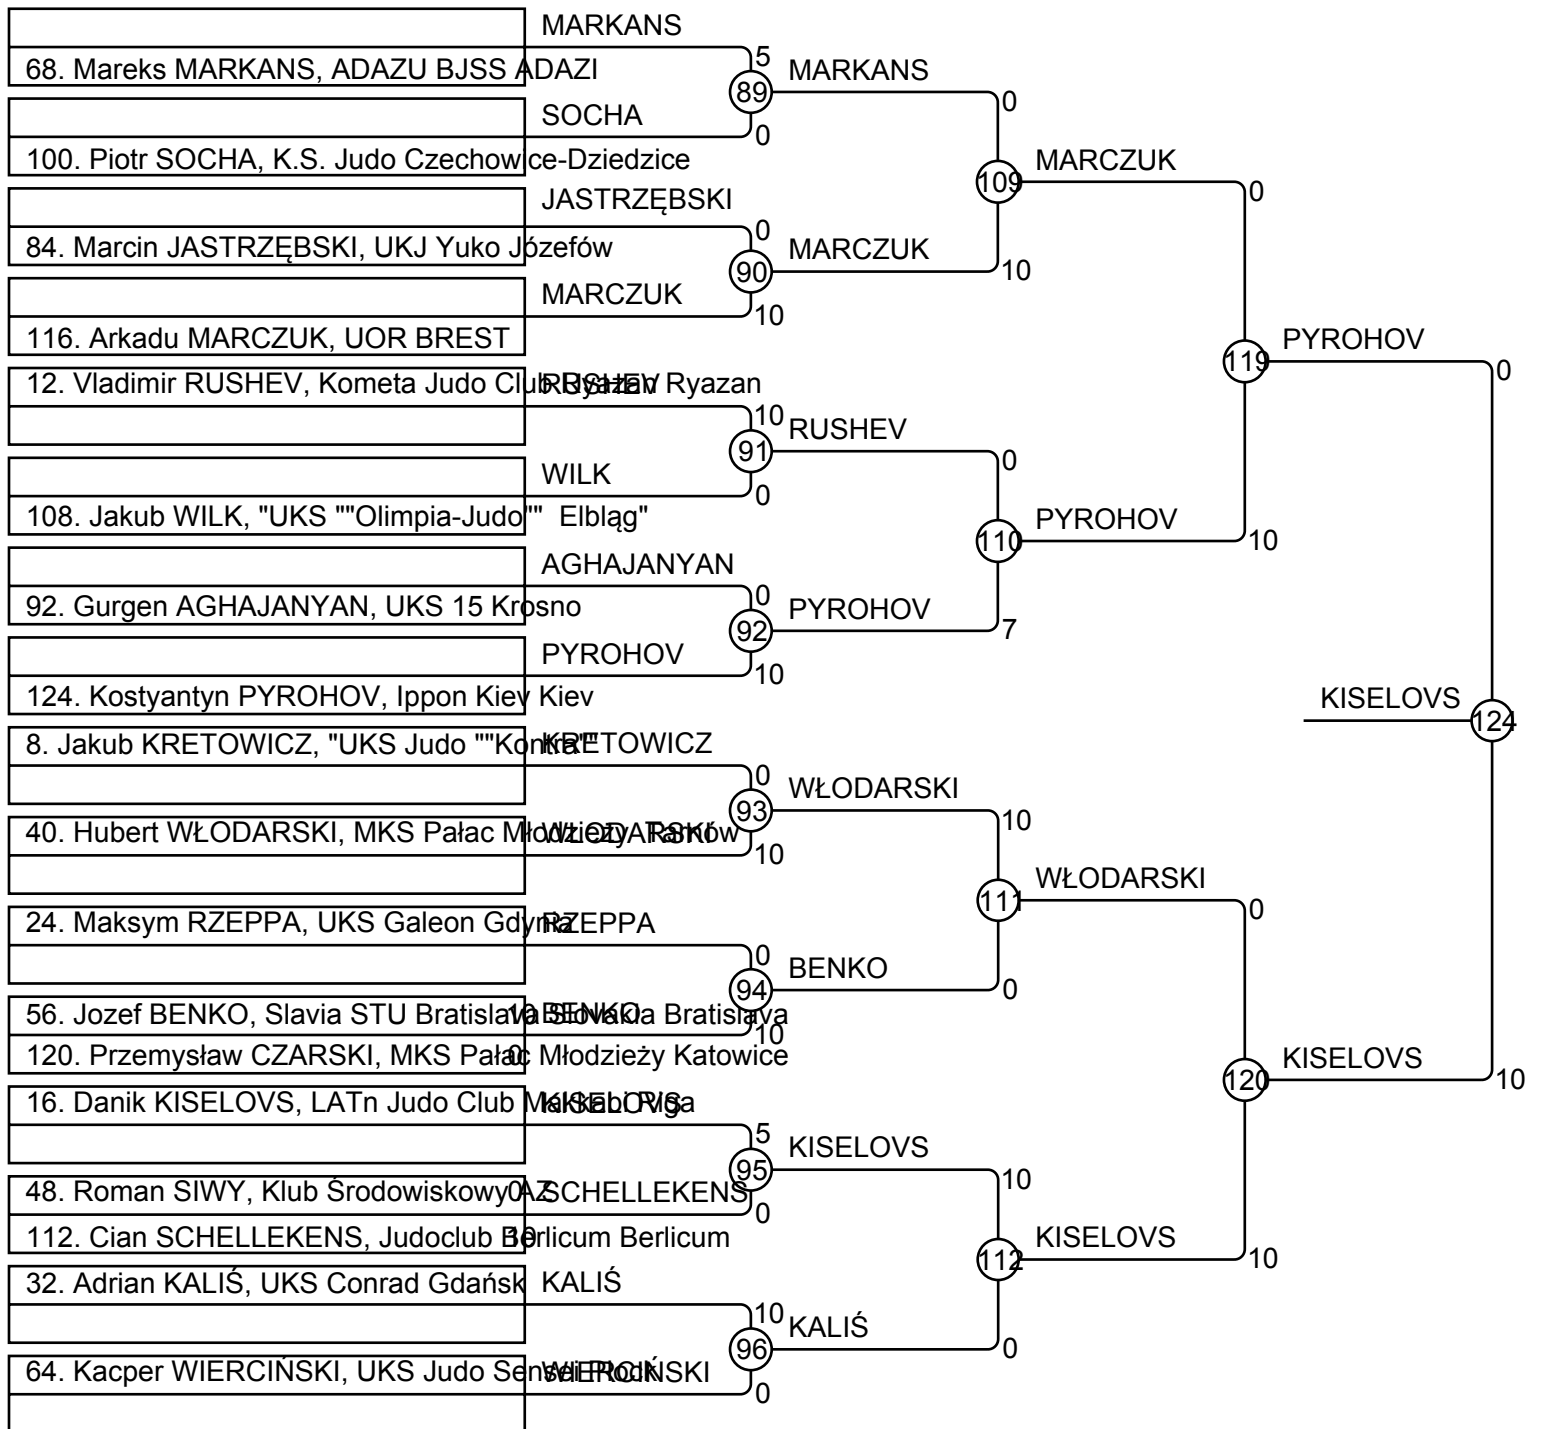 MARKANS
5
68. Mareks MARKANS, ADAZU BJSS ADAZI
89
MARKANS
0
SOCHA
0
100. Piotr SOCHA, K.S. Judo Czechowice-Dziedzice
109
MARCZUK
0
JASTRZĘBSKI
0
84. Marcin JASTRZĘBSKI, UKJ Yuko Józefów
90
MARCZUK
10
MARCZUK
10
116. Arkadu MARCZUK, UOR BREST
119
PYROHOV
0
12. Vladimir RUSHEV, Kometa Judo Club Ryazan Ryazan
RUSHEV
10
91
RUSHEV
0
WILK
0
108. Jakub WILK, "UKS ""Olimpia-Judo"" Elbląg"
110
PYROHOV
10
AGHAJANYAN
0
92. Gurgen AGHAJANYAN, UKS 15 Krosno
92
PYROHOV
7
PYROHOV
10
124. Kostyantyn PYROHOV, Ippon Kiev Kiev
KISELOVS
124
8. Jakub KRETOWICZ, "UKS Judo ""Kontra""
KRETOWICZ
0
93
WŁODARSKI
10
40. Hubert WŁODARSKI, MKS Pałac Młodzieży Tarnów
WŁODARSKI
10
111
WŁODARSKI
0
24. Maksym RZEPPA, UKS Galeon Gdynia
RZEPPA
0
94
BENKO
0
56. Jozef BENKO, Slavia STU Bratislava Slovakia Bratislava
10
BENKO
10
120. Przemysław CZARSKI, MKS Pałac Młodzieży Katowice
0
120
KISELOVS
10
16. Danik KISELOVS, LATn Judo Club Makkabi Riga
KISELOVS
5
95
KISELOVS
10
48. Roman SIWY, Klub Środowiskowy AZ
0
SCHELLEKENS
0
112. Cian SCHELLEKENS, Judoclub Berlicum Berlicum
10
112
KISELOVS
10
32. Adrian KALIŚ, UKS Conrad Gdańsk
KALIŚ
10
96
KALIŚ
0
64. Kacper WIERCIŃSKI, UKS Judo Sensei Płock
WIERCIŃSKI
0